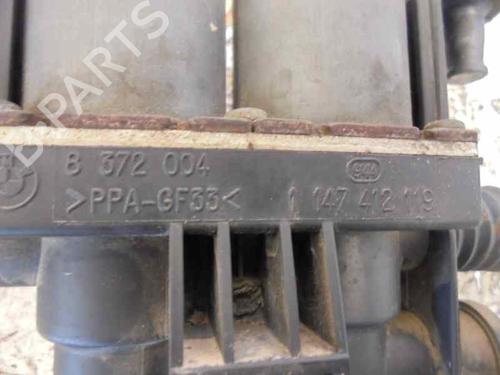 B-PARTS
8 372 004
>PPA-GF33<
1 147 412 119